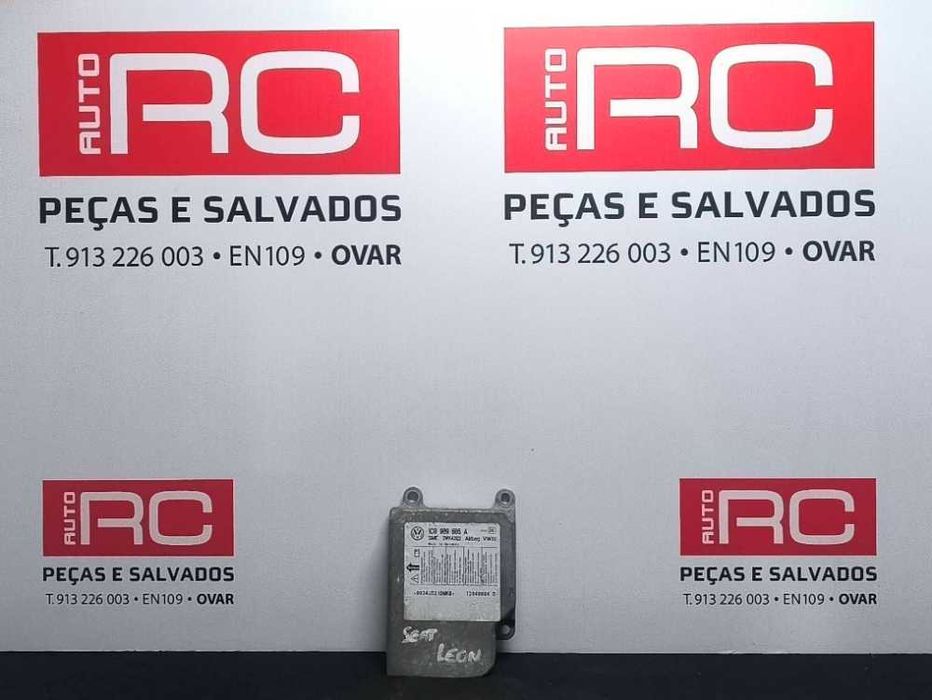 AUTO RC
PEÇAS E SALVADOS
T. 913 226 003 • EN109 • OVAR
AUTO RC
PEÇAS E SALVADOS
T. 913 226 003 • EN109 • OVAR
AUTO RC
PEÇAS E SALVADOS
T. 913 226 003 • EN109 • OVAR
AUTO RC
PEÇAS E SALVADOS
T. 913 226 003 • EN109 • OVAR
Airbag
SEAT
LEON